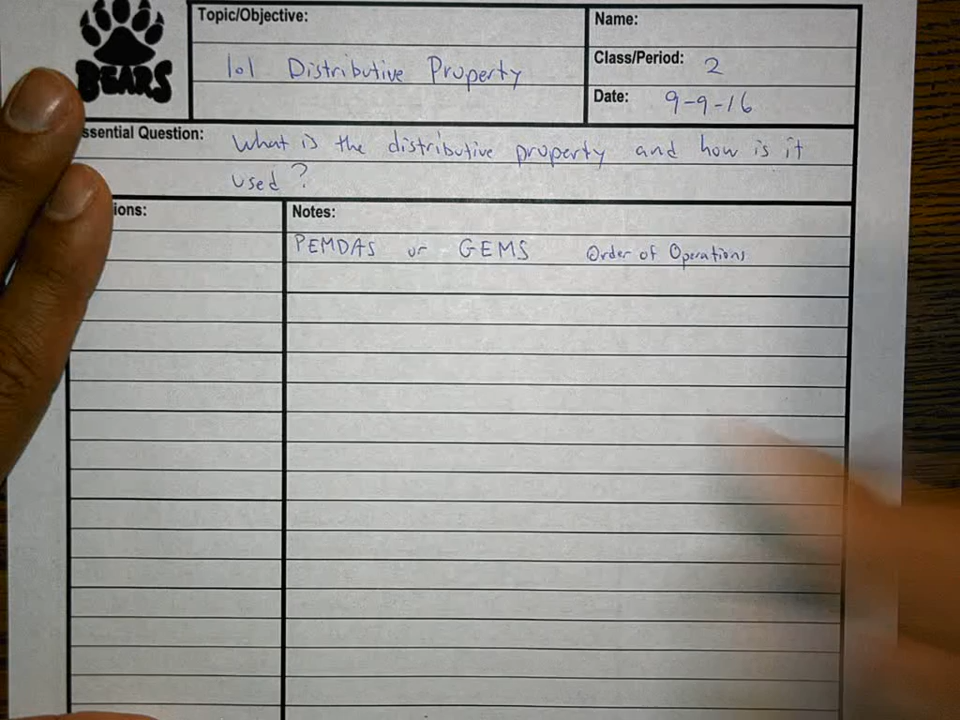 Topic/Objective:
1.1 Distributive Property
Name:
Class/Period: 2
Date: 9-9-16
BEARS
ssential Question: What is the distributive property and how is it
used?
ions:
Notes:
PEMDAS or GEMS Order of Operations